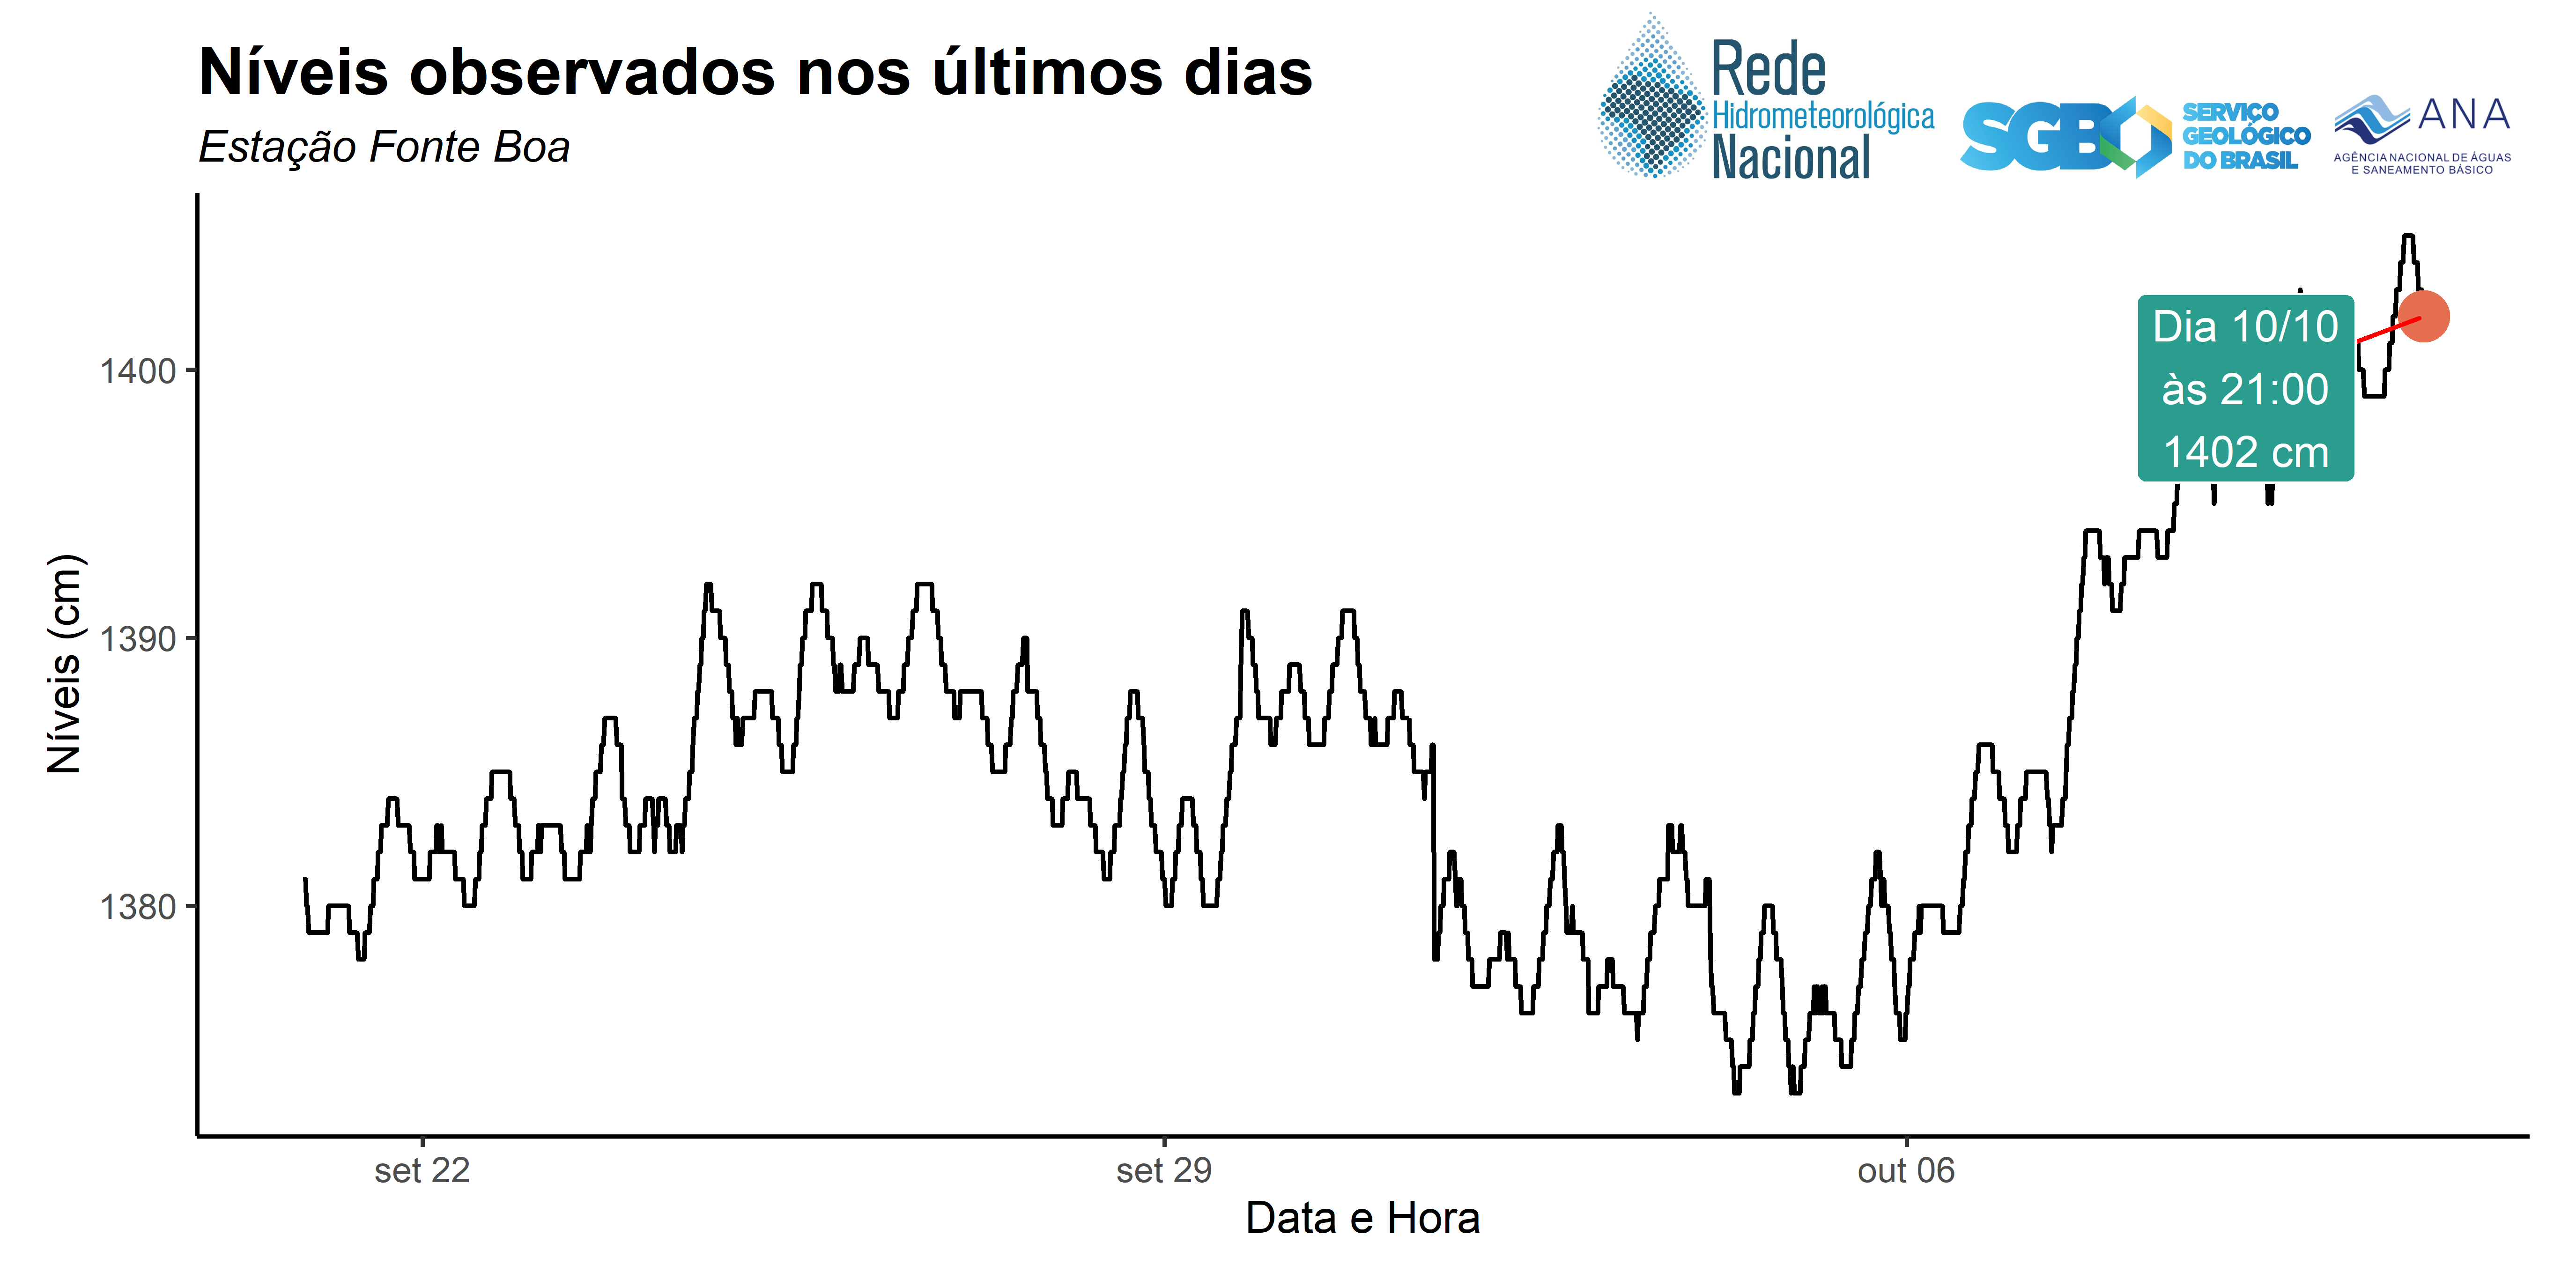 Níveis observados nos últimos dias
Estação Fonte Boa
Rede
Hidrometeorológica
Nacional
SGB
SERVIÇO
GEOLÓGICO
DO BRASIL
ANA
AGÊNCIA NACIONAL DE ÁGUAS
E SANEAMENTO BÁSICO
Dia 10/10
às 21:00
1402 cm
1400
1390
1380
Níveis (cm)
set 22
set 29
out 06
Data e Hora